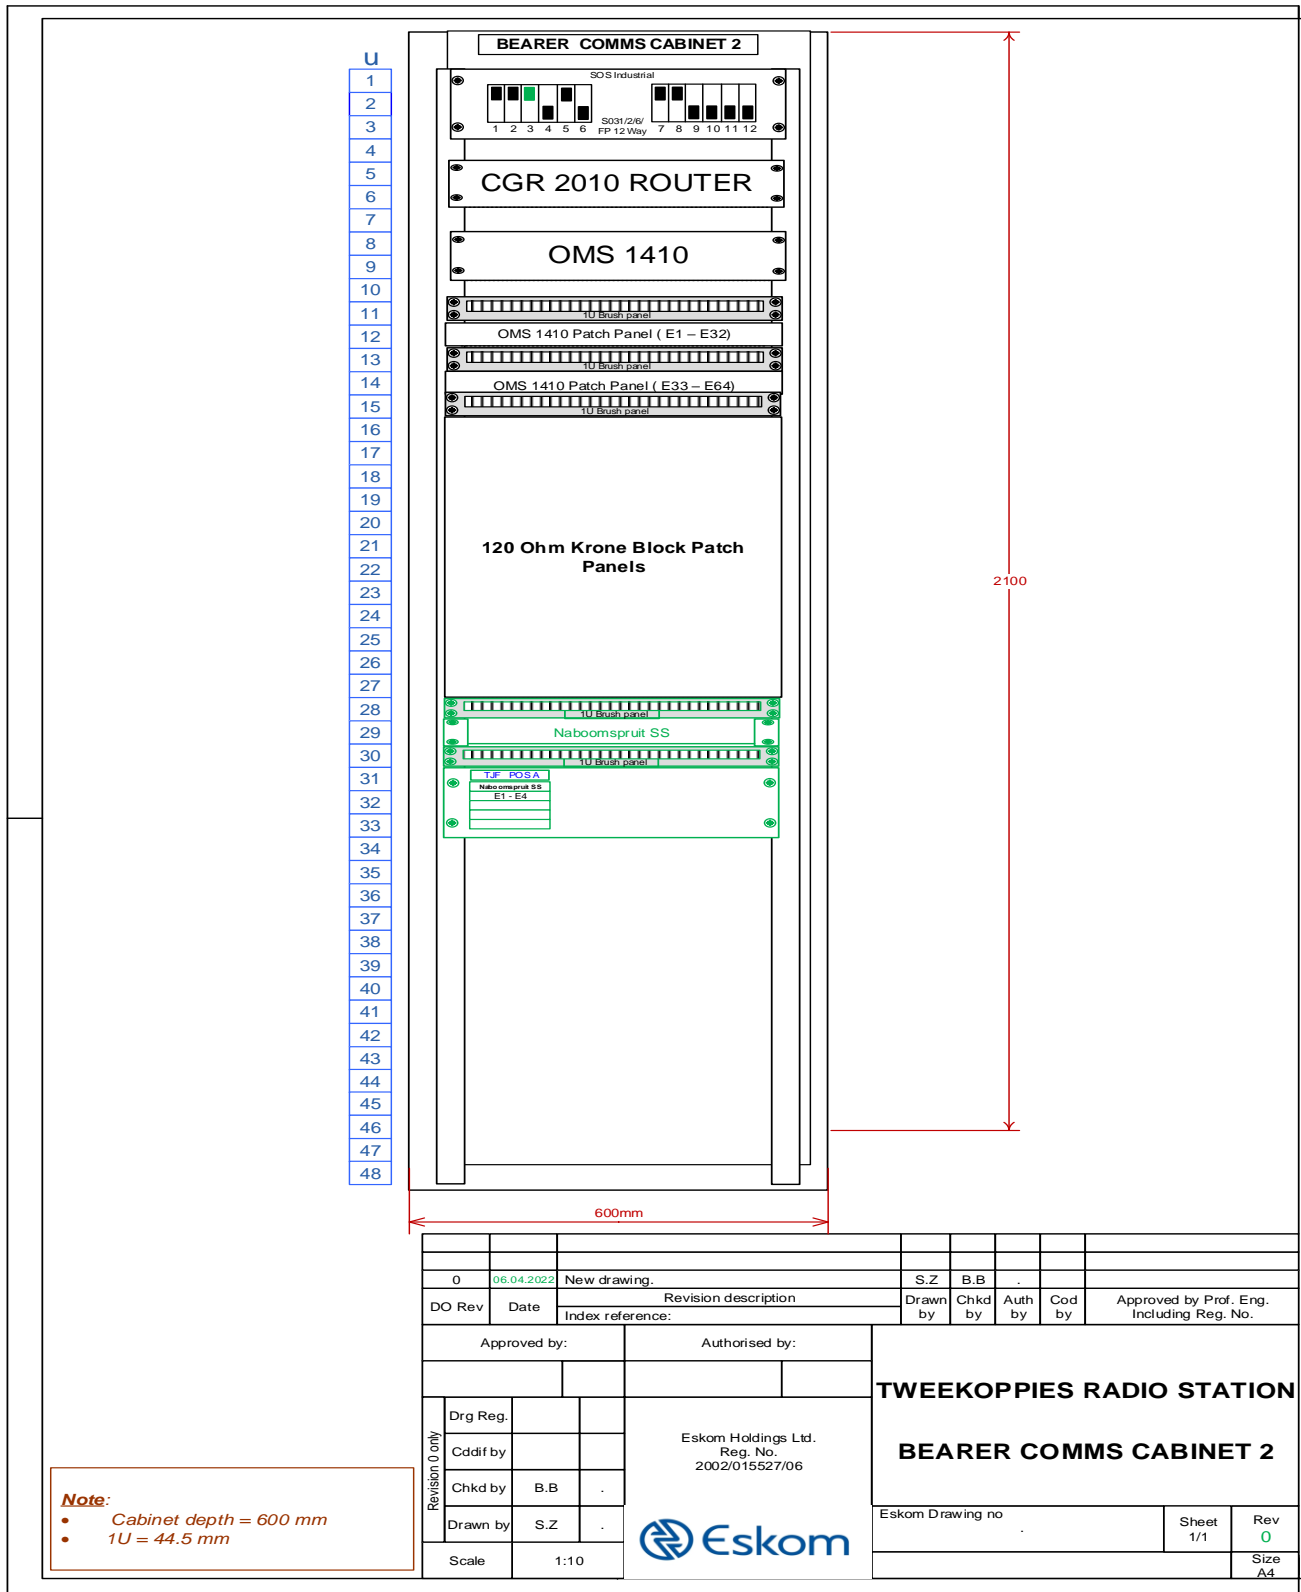 BEARER COMMS CABINET 2
u
1
2
3
4
5
6
7
8
9
10
11
12
13
14
15
16
17
18
19
20
21
22
23
24
25
26
27
28
29
30
31
32
33
34
35
36
37
38
39
40
41
42
43
44
45
46
47
48
SOS Industrial
1 2 3 4 5 6
S031/2/6/
FP 12 Way
7 8 9 10 11 12
CGR 2010 ROUTER
OMS 1410
1U Brush panel
OMS 1410 Patch Panel ( E1 – E32)
1U Brush panel
OMS 1410 Patch Panel ( E33 – E64)
1U Brush panel
120 Ohm Krone Block Patch
Panels
1U Brush panel
Naboomspruit SS
1U Brush panel
TJF POS A
Naboomspruit SS
E1 - E4
2100
600mm
0 06.04.2022 New drawing. S.Z B.B .
DO Rev Date Revision description Drawn by Chkd by Auth by Cod by Approved by Prof. Eng. Including Reg. No.
Index reference:
Approved by: Authorised by:
Revision 0 only
Drg Reg.
Cddif by
Chkd by B.B .
Drawn by S.Z .
Scale 1:10
Eskom Holdings Ltd.
Reg. No.
2002/015527/06
Eskom
TWEEKOPPIES RADIO STATION
BEARER COMMS CABINET 2
Eskom Drawing no
.
Sheet
1/1
Rev
0
Size
A4
Note:
• Cabinet depth = 600 mm
• 1U = 44.5 mm